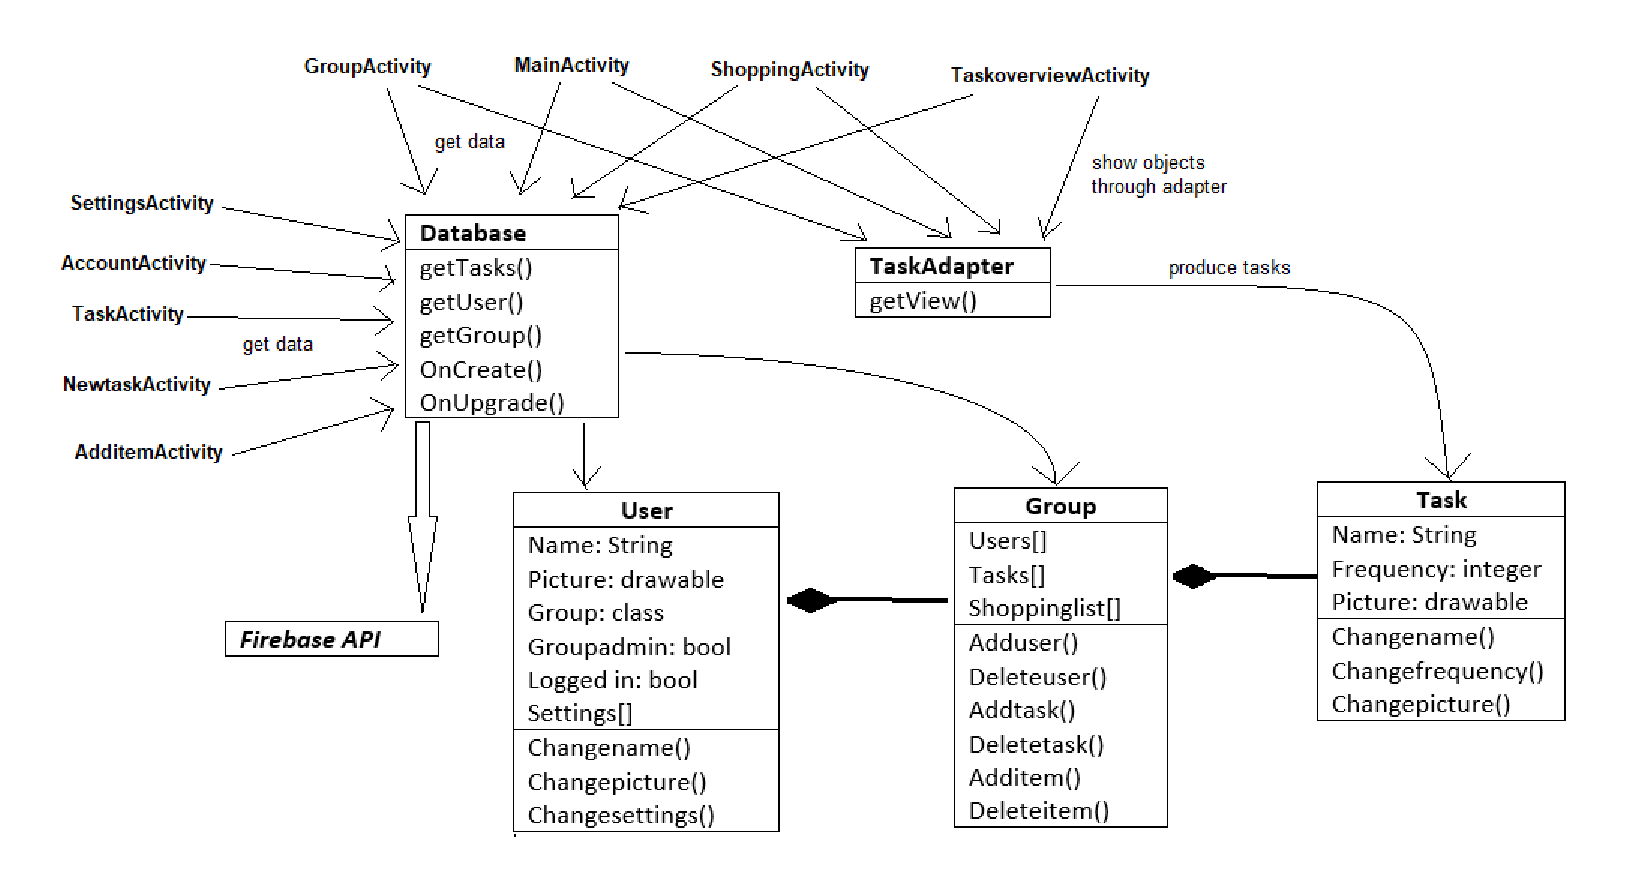 GroupActivity
MainActivity
ShoppingActivity
TaskoverviewActivity
get data
show objects
through adapter
SettingsActivity
AccountActivity
TaskActivity
get data
NewtaskActivity
AdditemActivity
Database
getTasks()
getUser()
getGroup()
OnCreate()
OnUpgrade()
TaskAdapter
getView()
produce tasks
Firebase API
User
Name: String
Picture: drawable
Group: class
Groupadmin: bool
Logged in: bool
Settings[]
Changename()
Changepicture()
Changesettings()
Group
Users[]
Tasks[]
Shoppinglist[]
Adduser()
Deleteuser()
Addtask()
Deletetask()
Additem()
Deleteitem()
Task
Name: String
Frequency: integer
Picture: drawable
Changename()
Changefrequency()
Changepicture()